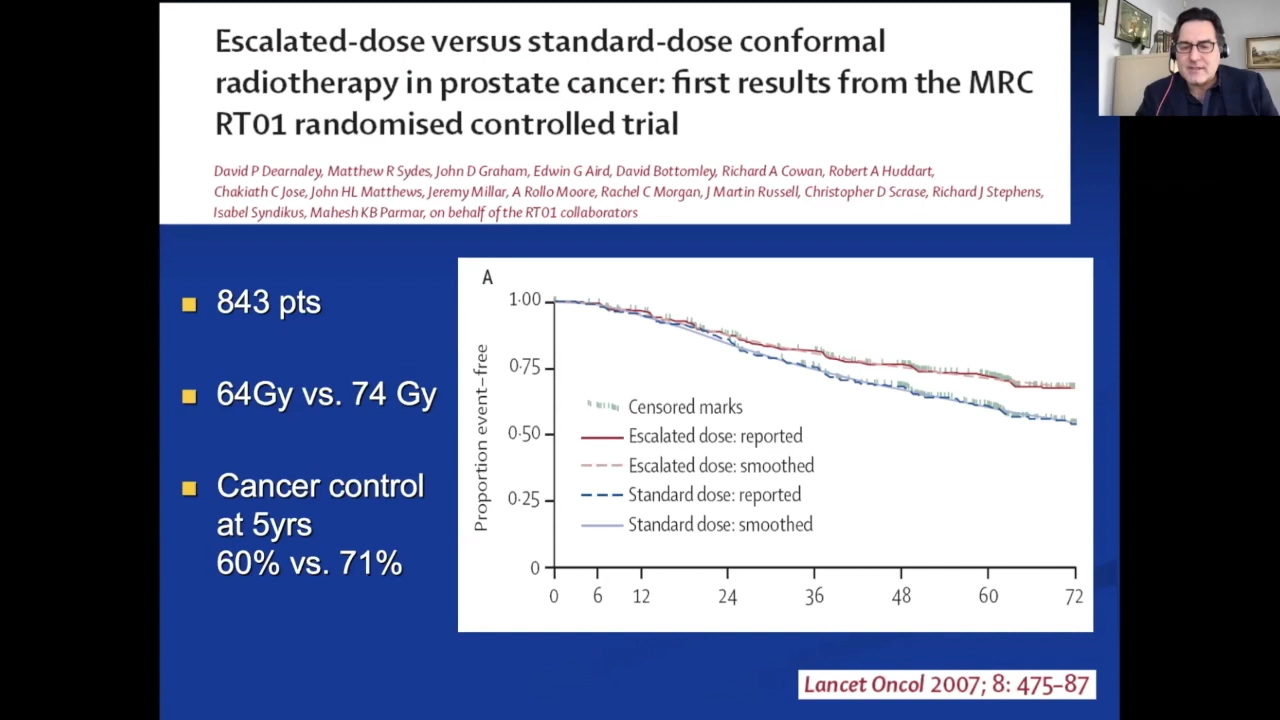 Escalated-dose versus standard-dose conformal
radiotherapy in prostate cancer: first results from the MRC
RT01 randomised controlled trial
David P Dearnaley, Matthew R Sydes, John D Graham, Edwin G Aird, David Bottomley, Richard A Cowan, Robert A Huddart,
Chakiath C Jose, John HL Matthews, Jeremy Millar, A Rollo Moore, Rachel C Morgan, J Martin Russell, Christopher D Scrase, Richard J Stephens,
Isabel Syndikus, Mahesh KB Parmar, on behalf of the RT01 collaborators
843 pts
64Gy vs. 74 Gy
Cancer control
at 5yrs
60% vs. 71%
A
Proportion event–free
1·00
0·75
0·50
0·25
0
Censored marks
Escalated dose: reported
Escalated dose: smoothed
Standard dose: reported
Standard dose: smoothed
0 6 12 24 36 48 60 72
Lancet Oncol 2007; 8: 475–87